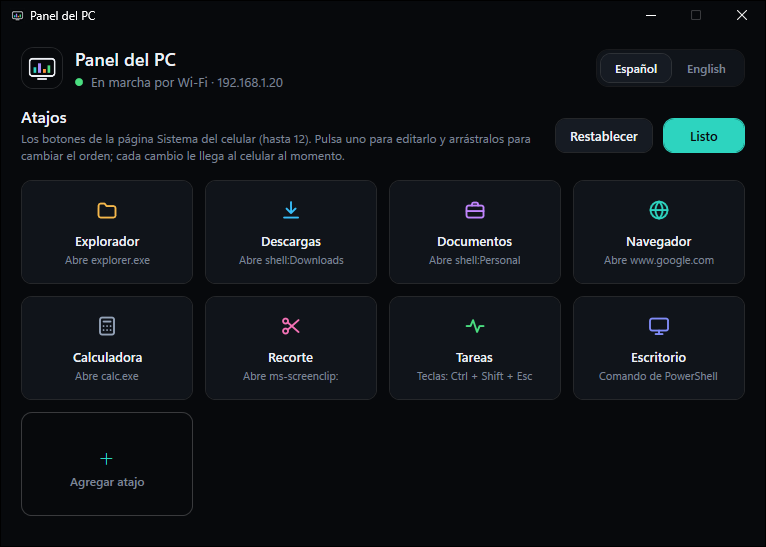 Panel del PC
Panel del PC
En marcha por Wi-Fi · 192.168.1.20
Español
English
Atajos
Los botones de la página Sistema del celular (hasta 12). Pulsa uno para editarlo y arrástralos para
cambiar el orden; cada cambio le llega al celular al momento.
Restablecer
Listo
Explorador
Abre explorer.exe
Descargas
Abre shell:Downloads
Documentos
Abre shell:Personal
Navegador
Abre www.google.com
Calculadora
Abre calc.exe
Recorte
Abre ms-screenclip:
Tareas
Teclas: Ctrl + Shift + Esc
Escritorio
Comando de PowerShell
Agregar atajo